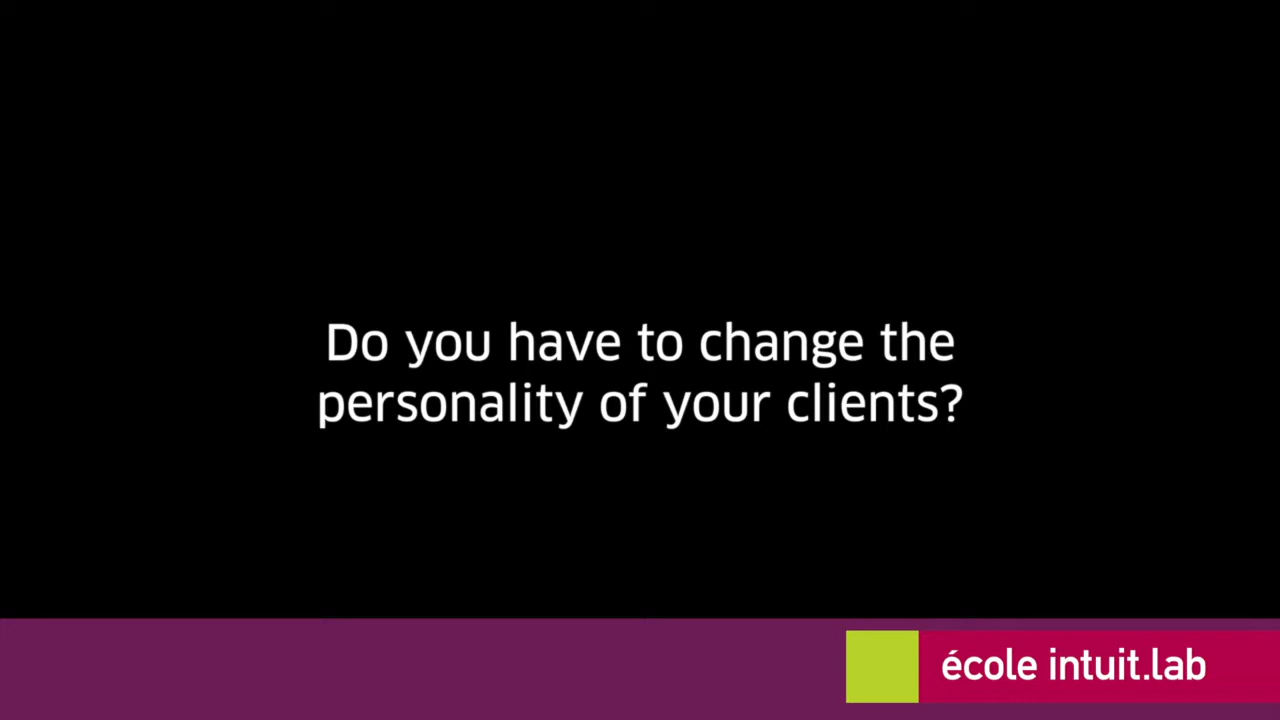 Do you have to change the
personality of your clients?
école intuit.lab